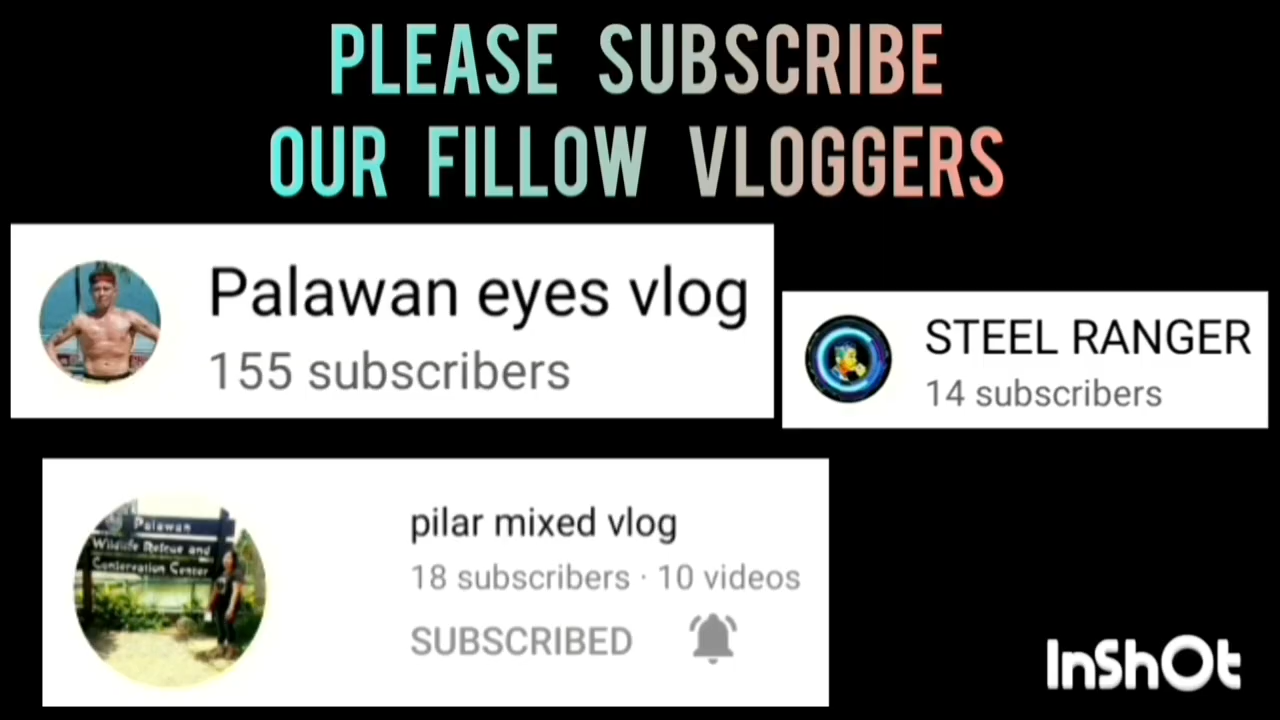 PLEASE SUBSCRIBE
OUR FILLOW VLOGGERS
Palawan eyes vlog
155 subscribers
STEEL RANGER
14 subscribers
Palawan
Wildlife Rescue and
Conservation Center
pilar mixed vlog
18 subscribers · 10 videos
SUBSCRIBED
InShOt